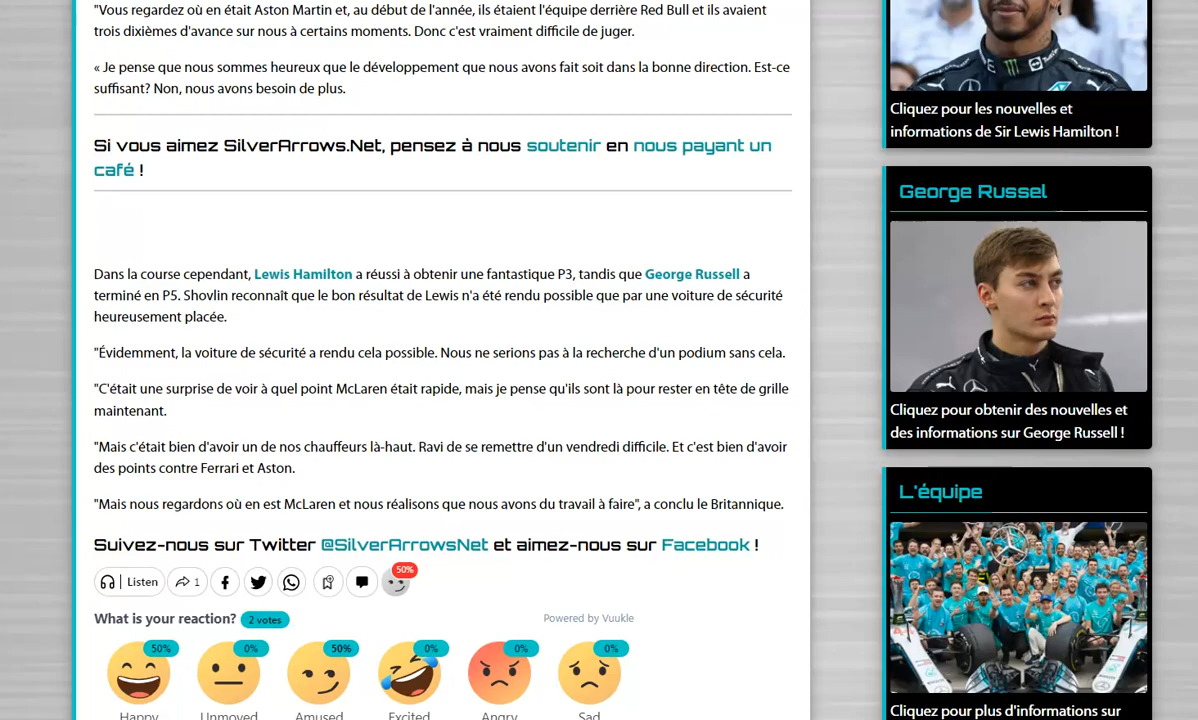 "Vous regardez où en était Aston Martin et, au début de l'année, ils étaient l'équipe derrière Red Bull et ils avaient
trois dixièmes d'avance sur nous à certains moments. Donc c'est vraiment difficile de juger.
« Je pense que nous sommes heureux que le développement que nous avons fait soit dans la bonne direction. Est-ce
suffisant? Non, nous avons besoin de plus.
Si vous aimez SilverArrows.Net, pensez à nous soutenir en nous payant un
café !
Dans la course cependant, Lewis Hamilton a réussi à obtenir une fantastique P3, tandis que George Russell a
terminé en P5. Shovlin reconnaît que le bon résultat de Lewis n'a été rendu possible que par une voiture de sécurité
heureusement placée.
"Évidemment, la voiture de sécurité a rendu cela possible. Nous ne serions pas à la recherche d'un podium sans cela.
"C'était une surprise de voir à quel point McLaren était rapide, mais je pense qu'ils sont là pour rester en tête de grille
maintenant.
"Mais c'était bien d'avoir un de nos chauffeurs là-haut. Ravi de se remettre d'un vendredi difficile. Et c'est bien d'avoir
des points contre Ferrari et Aston.
"Mais nous regardons où en est McLaren et nous réalisons que nous avons du travail à faire", a conclu le Britannique.
Suivez-nous sur Twitter @SilverArrowsNet et aimez-nous sur Facebook !
Listen
1
50%
What is your reaction? 2 votes
Powered by Vuukle
50%
0%
50%
0%
0%
0%
Happy
Unmoved
Amused
Excited
Angry
Sad
Cliquez pour les nouvelles et
informations de Sir Lewis Hamilton !
George Russel
Cliquez pour obtenir des nouvelles et
des informations sur George Russell !
L'équipe
Cliquez pour plus d'informations sur